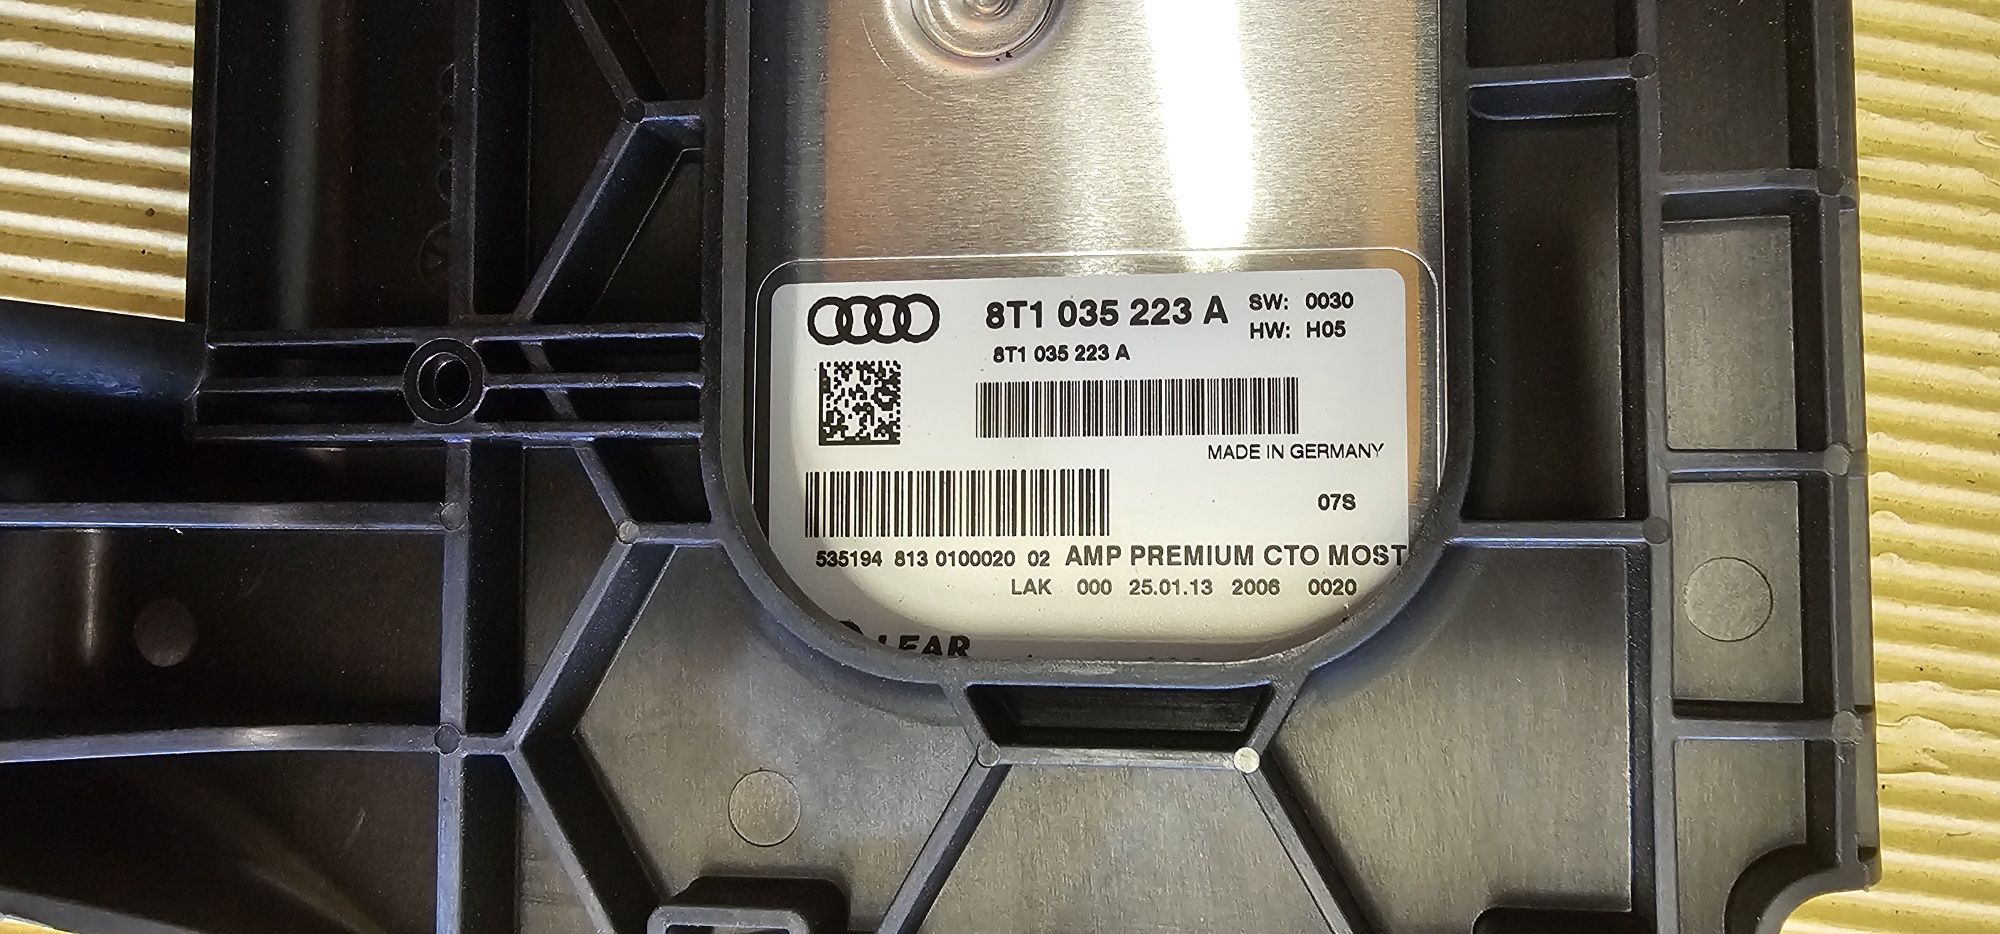 8T1 035 223 A SW: 0030
HW: H05
8T1 035 223 A
MADE IN GERMANY
07S
535194 813 0100020 02 AMP PREMIUM CTO MOST
LAK 000 25.01.13 2006 0020
LEAR